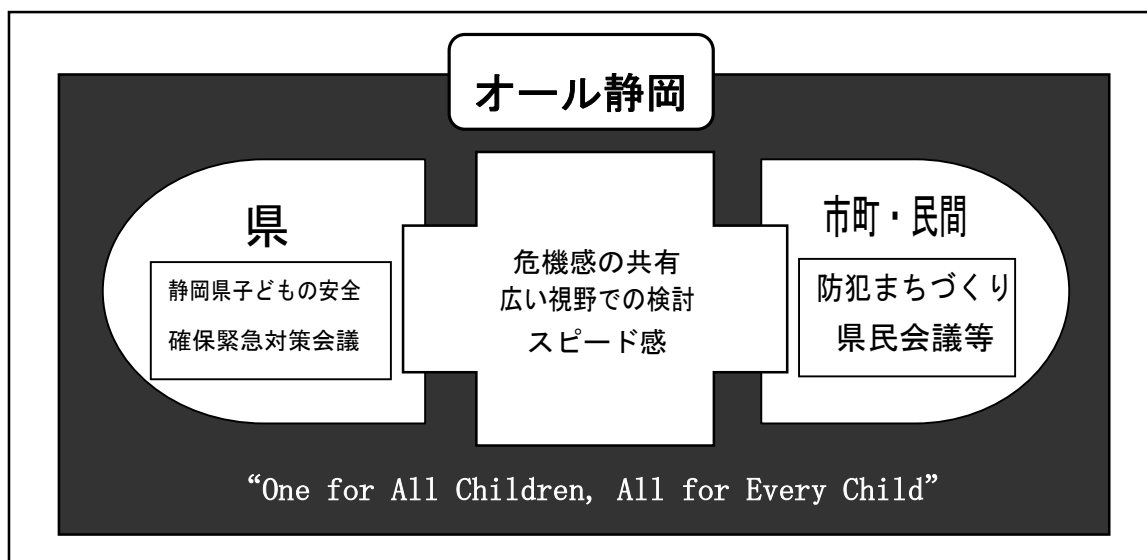 オール静岡
県
静岡県子どもの安全
確保緊急対策会議
危機感の共有
広い視野での検討
スピード感
市町・民間
防犯まちづくり
県民会議等
“One for All Children, All for Every Child”